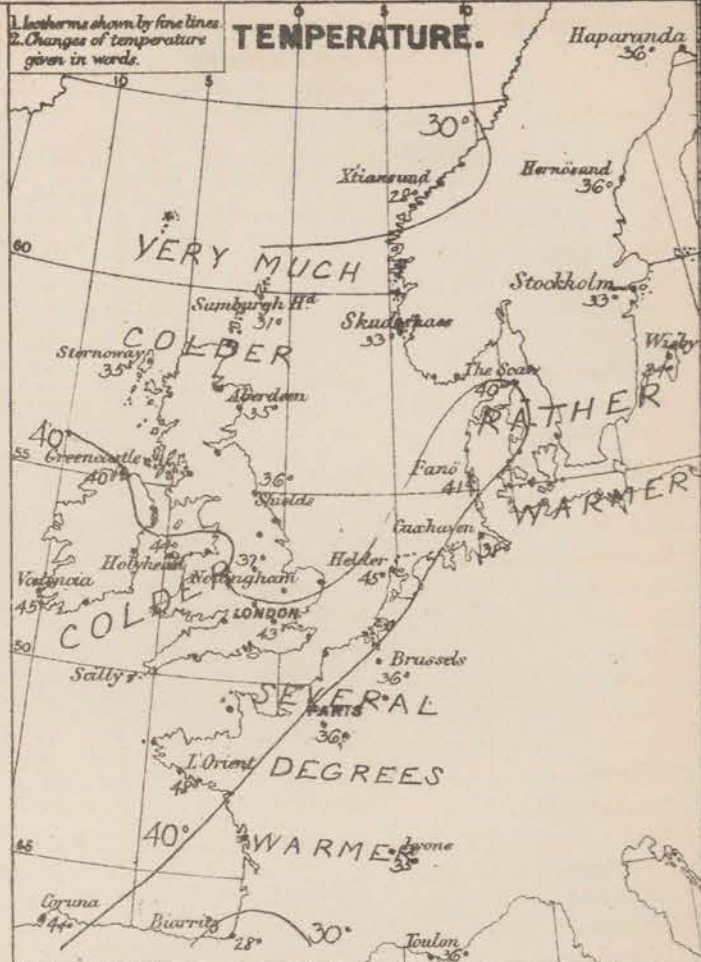 1. Isotherms shown by fine lines.
2. Changes of temperature
given in words.
TEMPERATURE.
10 5 0 5 10
Haparanda
36°
30°
Xtiansund
28°
Hernösand
36°
60
VERY MUCH
COLDER
Sumburgh Hd.
31°
Stockholm
33°
Skudesnaes
33
Stornoway
35°
Wisby
The Scaw
40°
Aberdeen
35°
RATHER
WARMER
40°
55
Greencastle
40°
36°
Shields
Fanö
41°
Cuxhaven
Holyhead
44°
Nottingham
Helder
45°
Valencia
45°
COLDER
LONDON
43°
50
Scilly
Brussels
36°
SEVERAL
PARIS
36°
L'Orient
DEGREES
40°
45
WARMER
Lyons
Coruna
44°
Biarritz
28°
30°
Toulon
36°